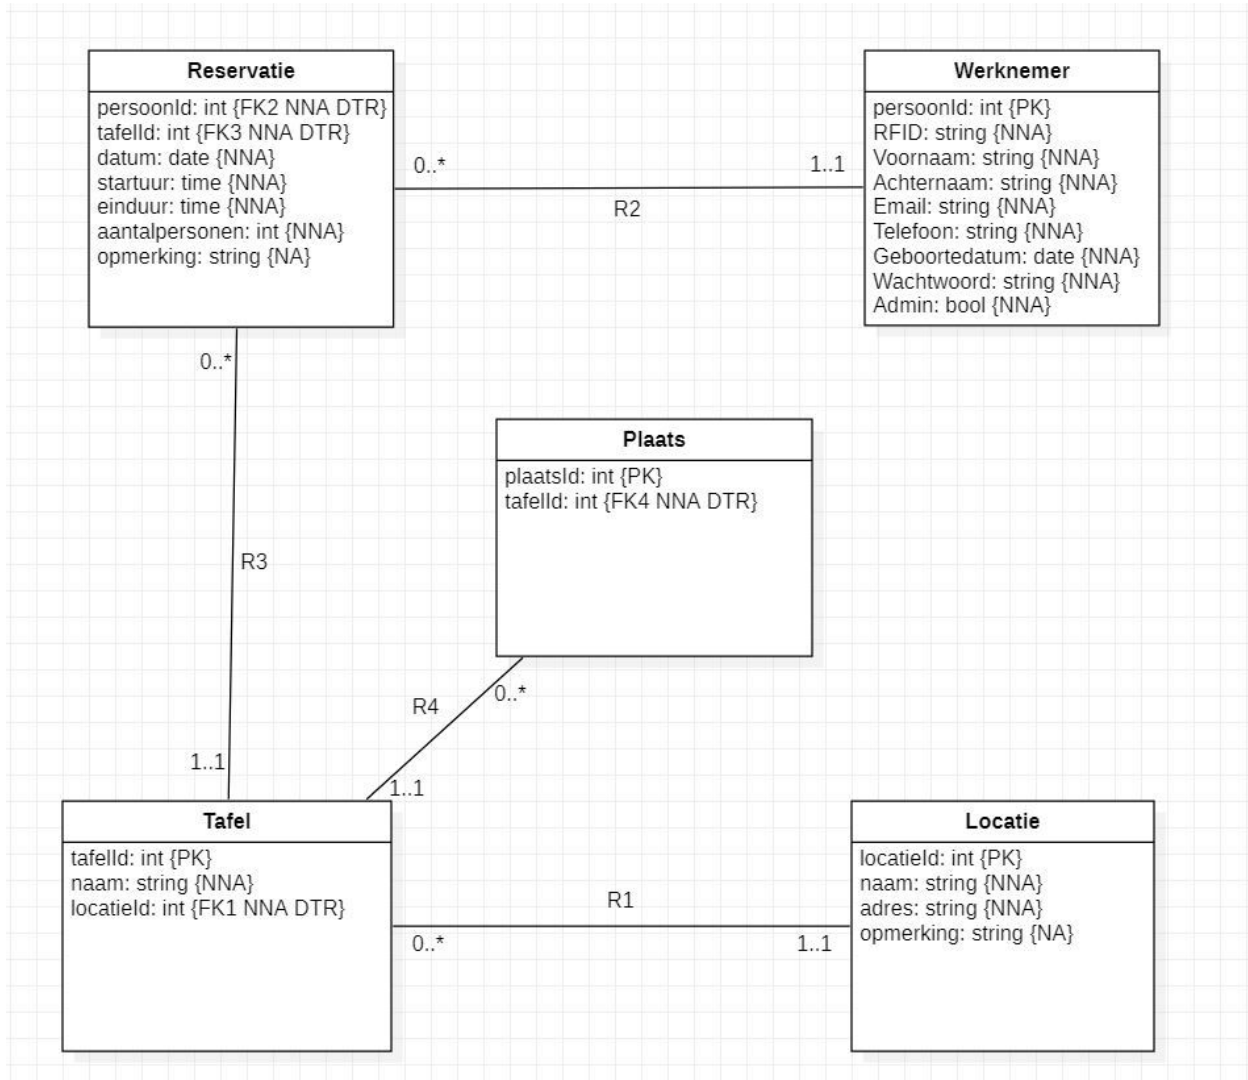 Reservatie
persoonId: int {FK2 NNA DTR}
tafelId: int {FK3 NNA DTR}
datum: date {NNA}
startuur: time {NNA}
einduur: time {NNA}
aantalpersonen: int {NNA}
opmerking: string {NA}
0..*
1..1
R2
Werknemer
persoonId: int {PK}
RFID: string {NNA}
Voornaam: string {NNA}
Achternaam: string {NNA}
Email: string {NNA}
Telefoon: string {NNA}
Geboortedatum: date {NNA}
Wachtwoord: string {NNA}
Admin: bool {NNA}
0..*
R3
1..1
Plaats
plaatsId: int {PK}
tafelId: int {FK4 NNA DTR}
0..*
R4
1..1
Tafel
tafelId: int {PK}
naam: string {NNA}
locatieId: int {FK1 NNA DTR}
R1
0..*
1..1
Locatie
locatieId: int {PK}
naam: string {NNA}
adres: string {NNA}
opmerking: string {NA}